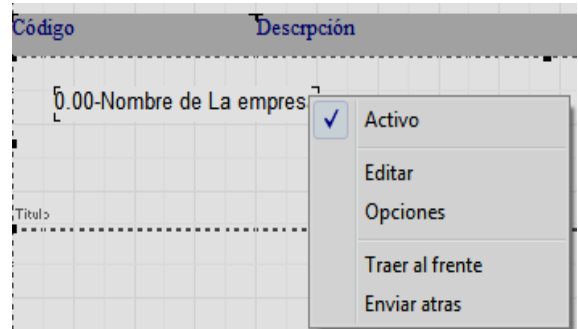 Código Descrpción
0.00-Nombre de La empres
Activo
Editar
Opciones
Titulo
Traer al frente
Enviar atras